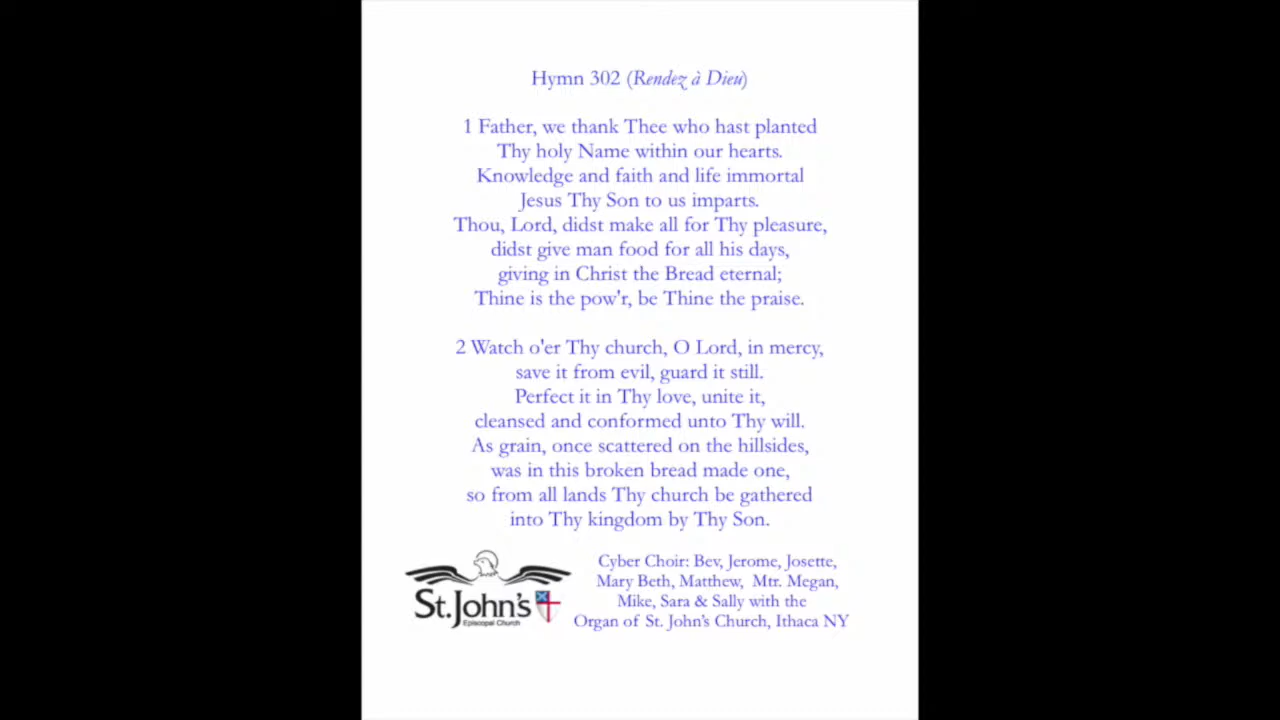 Hymn 302 (Rendez à Dieu)
1 Father, we thank Thee who hast planted
Thy holy Name within our hearts.
Knowledge and faith and life immortal
Jesus Thy Son to us imparts.
Thou, Lord, didst make all for Thy pleasure,
didst give man food for all his days,
giving in Christ the Bread eternal;
Thine is the pow'r, be Thine the praise.
2 Watch o'er Thy church, O Lord, in mercy,
save it from evil, guard it still.
Perfect it in Thy love, unite it,
cleansed and conformed unto Thy will.
As grain, once scattered on the hillsides,
was in this broken bread made one,
so from all lands Thy church be gathered
into Thy kingdom by Thy Son.
St. John's
Episcopal Church
Cyber Choir: Bev, Jerome, Josette,
Mary Beth, Matthew, Mtr. Megan,
Mike, Sara & Sally with the
Organ of St. John's Church, Ithaca NY